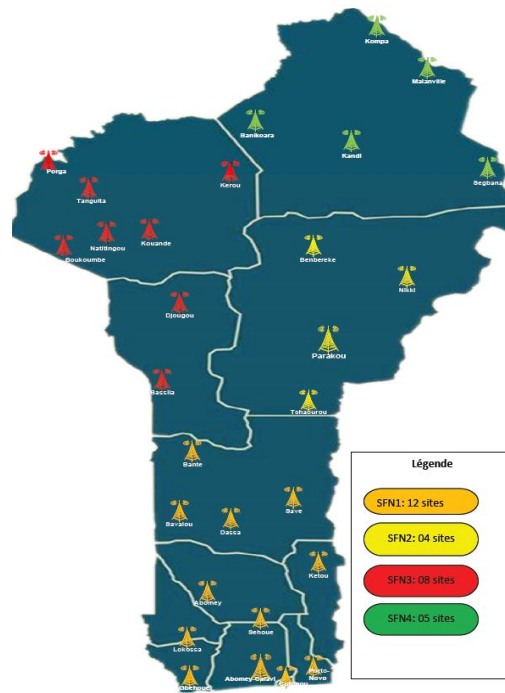 Kompa
Malanville
Banikoara
Kandi
Segbana
Porga
Kerou
Tanguita
Natitingou
Kouande
Boukoumbe
Benbereke
Nikki
Djougou
Parakou
Bassila
Tchaourou
Bante
Save
Savalou
Dassa
Ketou
Abomey
Sehoue
Lokossa
Porto-
Novo
Légende
SFN1: 12 sites
SFN2: 04 sites
SFN3: 08 sites
SFN4: 05 sites